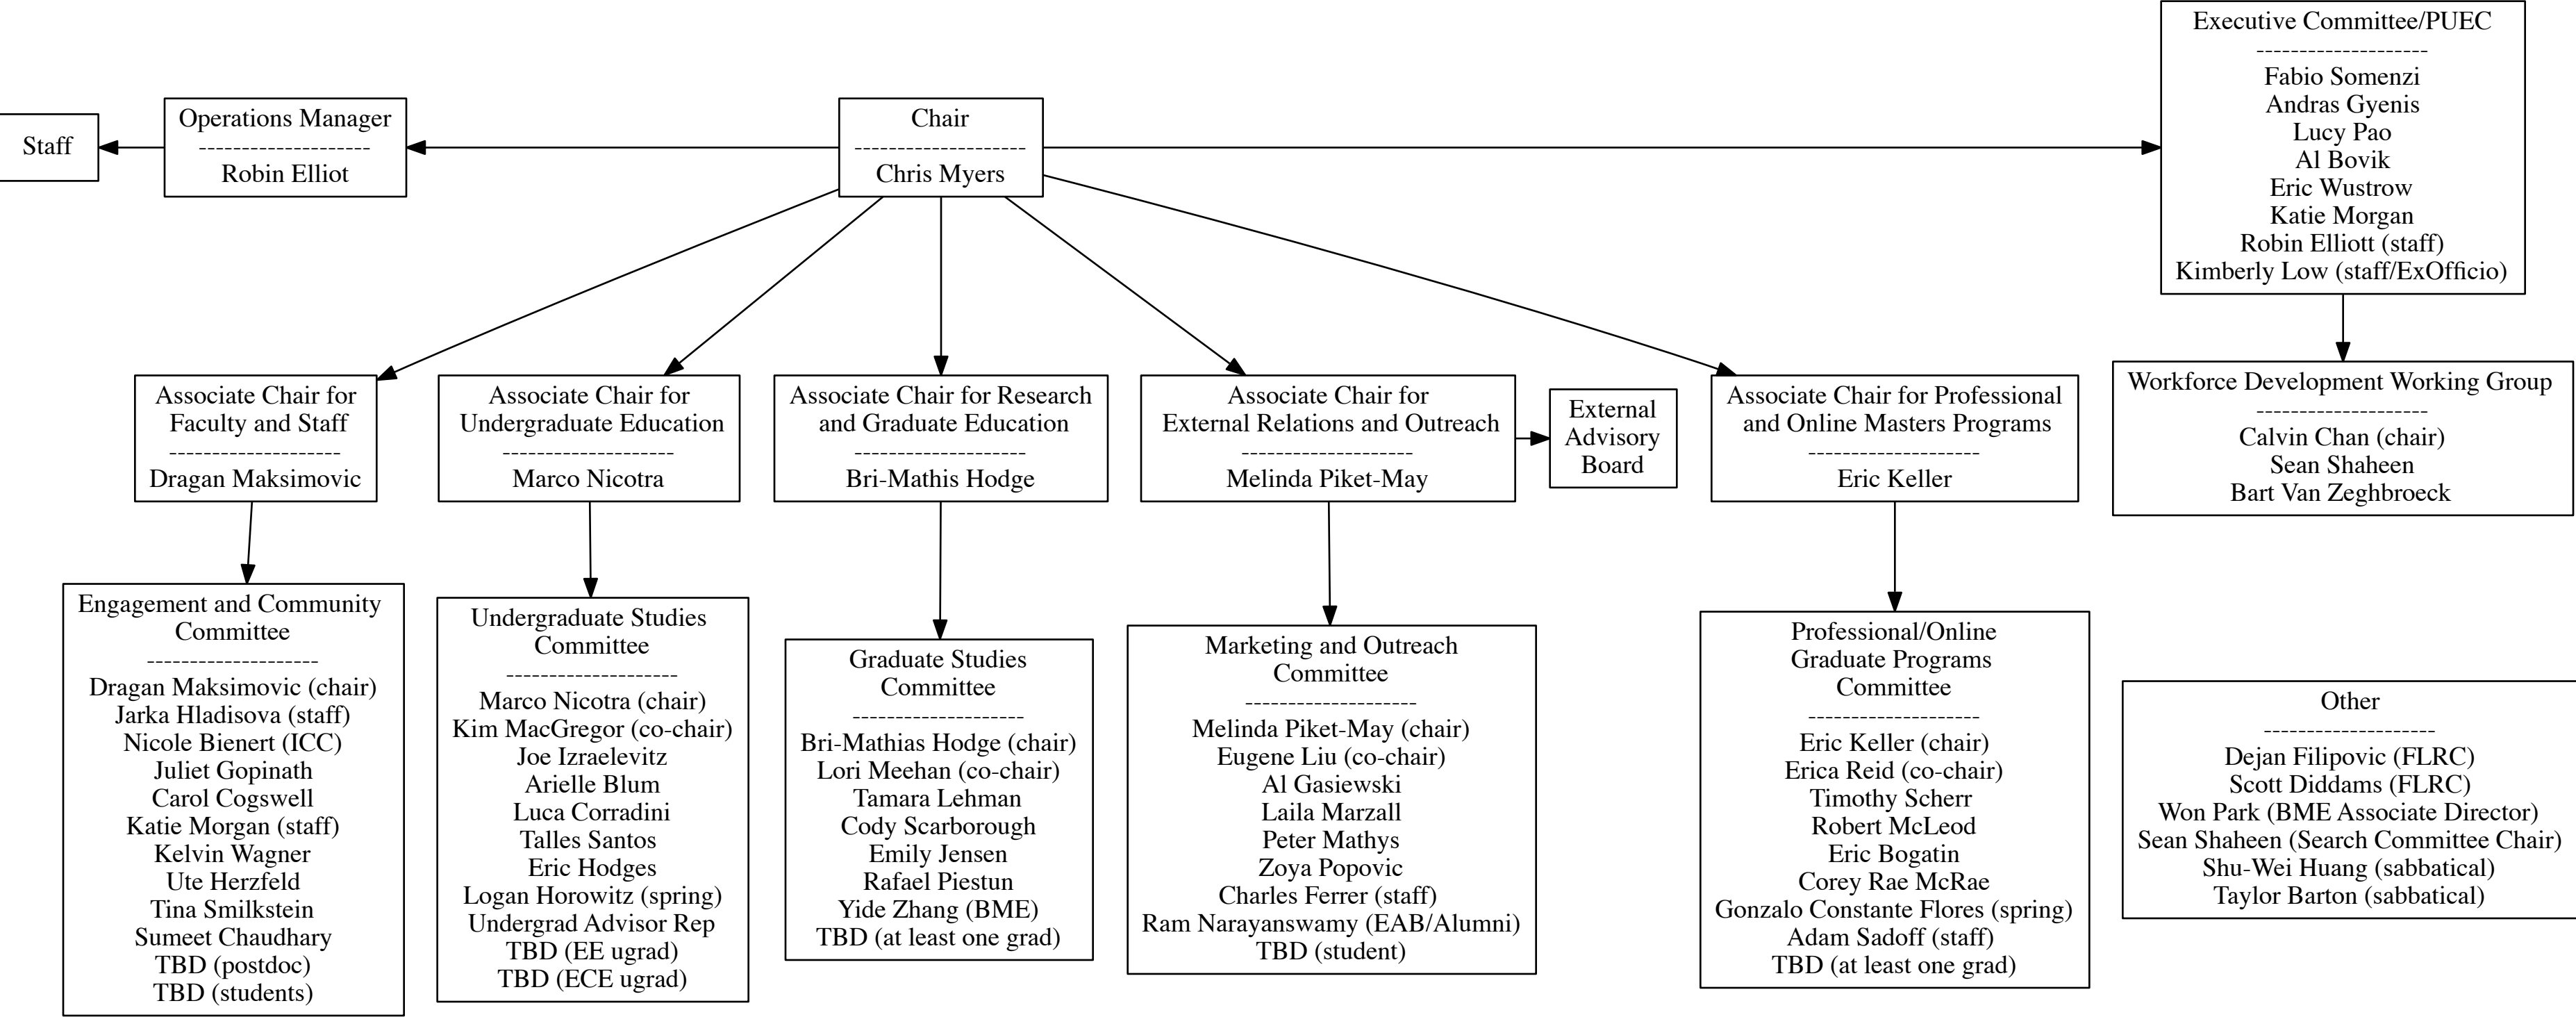 Executive Committee/PUEC
--------------------
Fabio Somenzi
Andras Gyenis
Lucy Pao
Al Bovik
Eric Wustrow
Katie Morgan
Robin Elliott (staff)
Kimberly Low (staff/ExOfficio)
Staff
Operations Manager
--------------------
Robin Elliot
Chair
--------------------
Chris Myers
Associate Chair for
Faculty and Staff
--------------------
Dragan Maksimovic
Associate Chair for
Undergraduate Education
--------------------
Marco Nicotra
Associate Chair for Research
and Graduate Education
--------------------
Bri-Mathis Hodge
Associate Chair for
External Relations and Outreach
--------------------
Melinda Piket-May
External
Advisory
Board
Associate Chair for Professional
and Online Masters Programs
--------------------
Eric Keller
Workforce Development Working Group
--------------------
Calvin Chan (chair)
Sean Shaheen
Bart Van Zeghbroeck
Engagement and Community
Committee
--------------------
Dragan Maksimovic (chair)
Jarka Hladisova (staff)
Nicole Bienert (ICC)
Juliet Gopinath
Carol Cogswell
Katie Morgan (staff)
Kelvin Wagner
Ute Herzfeld
Tina Smilkstein
Sumeet Chaudhary
TBD (postdoc)
TBD (students)
Undergraduate Studies
Committee
--------------------
Marco Nicotra (chair)
Kim MacGregor (co-chair)
Joe Izraelevitz
Arielle Blum
Luca Corradini
Talles Santos
Eric Hodges
Logan Horowitz (spring)
Undergrad Advisor Rep
TBD (EE ugrad)
TBD (ECE ugrad)
Graduate Studies
Committee
--------------------
Bri-Mathias Hodge (chair)
Lori Meehan (co-chair)
Tamara Lehman
Cody Scarborough
Emily Jensen
Rafael Piestun
Yide Zhang (BME)
TBD (at least one grad)
Marketing and Outreach
Committee
--------------------
Melinda Piket-May (chair)
Eugene Liu (co-chair)
Al Gasiewski
Laila Marzall
Peter Mathys
Zoya Popovic
Charles Ferrer (staff)
Ram Narayanswamy (EAB/Alumni)
TBD (student)
Professional/Online
Graduate Programs
Committee
--------------------
Eric Keller (chair)
Erica Reid (co-chair)
Timothy Scherr
Robert McLeod
Eric Bogatin
Corey Rae McRae
Gonzalo Constante Flores (spring)
Adam Sadoff (staff)
TBD (at least one grad)
Other
--------------------
Dejan Filipovic (FLRC)
Scott Diddams (FLRC)
Won Park (BME Associate Director)
Sean Shaheen (Search Committee Chair)
Shu-Wei Huang (sabbatical)
Taylor Barton (sabbatical)